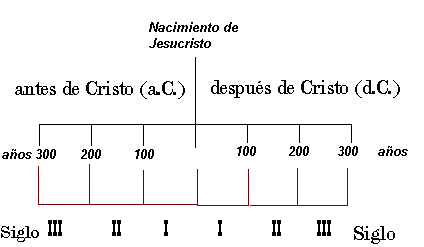 Nacimiento de
Jesucristo
antes de Cristo (a.C.) después de Cristo (d.C.)
años 300 200 100 100 200 300 años
Siglo III II I I II III Siglo